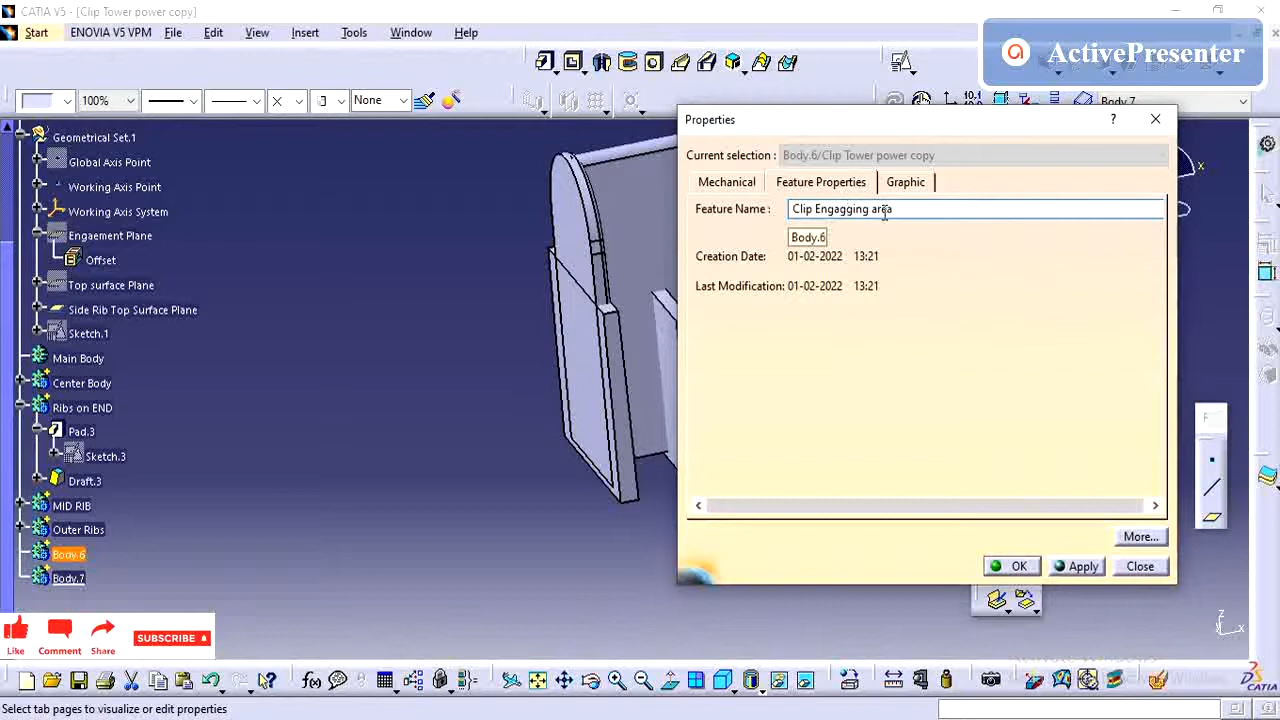 CATIA V5 - [Clip Tower power copy]
Start ENOVIA V5 VPM File Edit View Insert Tools Window Help
ActivePresenter
100% None Body.7
Properties
Current selection : Body.6/Clip Tower power copy
Mechanical Feature Properties Graphic
Feature Name : Clip Engagging area
Body.6
Creation Date: 01-02-2022 13:21
Last Modification: 01-02-2022 13:21
More...
OK Apply Close
Geometrical Set.1
Global Axis Point
Working Axis Point
Working Axis System
Engaement Plane
Offset
Top surface Plane
Side Rib Top Surface Plane
Sketch.1
Main Body
Center Body
Ribs on END
Pad.3
Sketch.3
Draft.3
MID RIB
Outer Ribs
Body.6
Body.7
Like Comment Share SUBSCRIBE
x
z
x
f(x)
CATIA
Select tab pages to visualize or edit properties